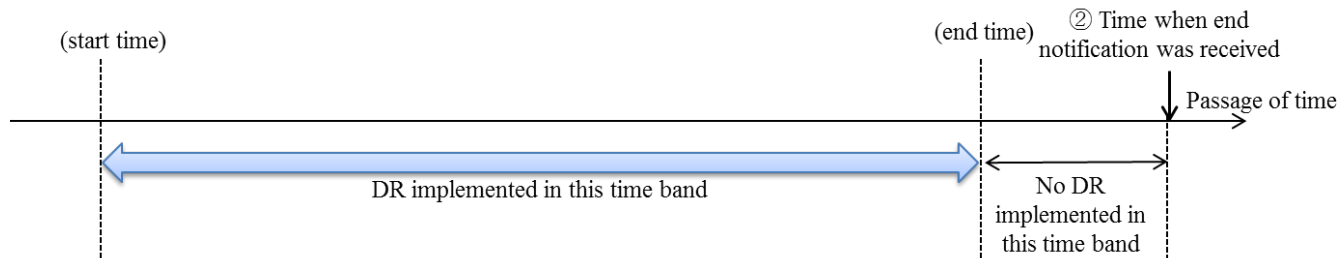 (start time)
(end time)
② Time when end
notification was received
Passage of time
DR implemented in this time band
No DR
implemented in
this time band